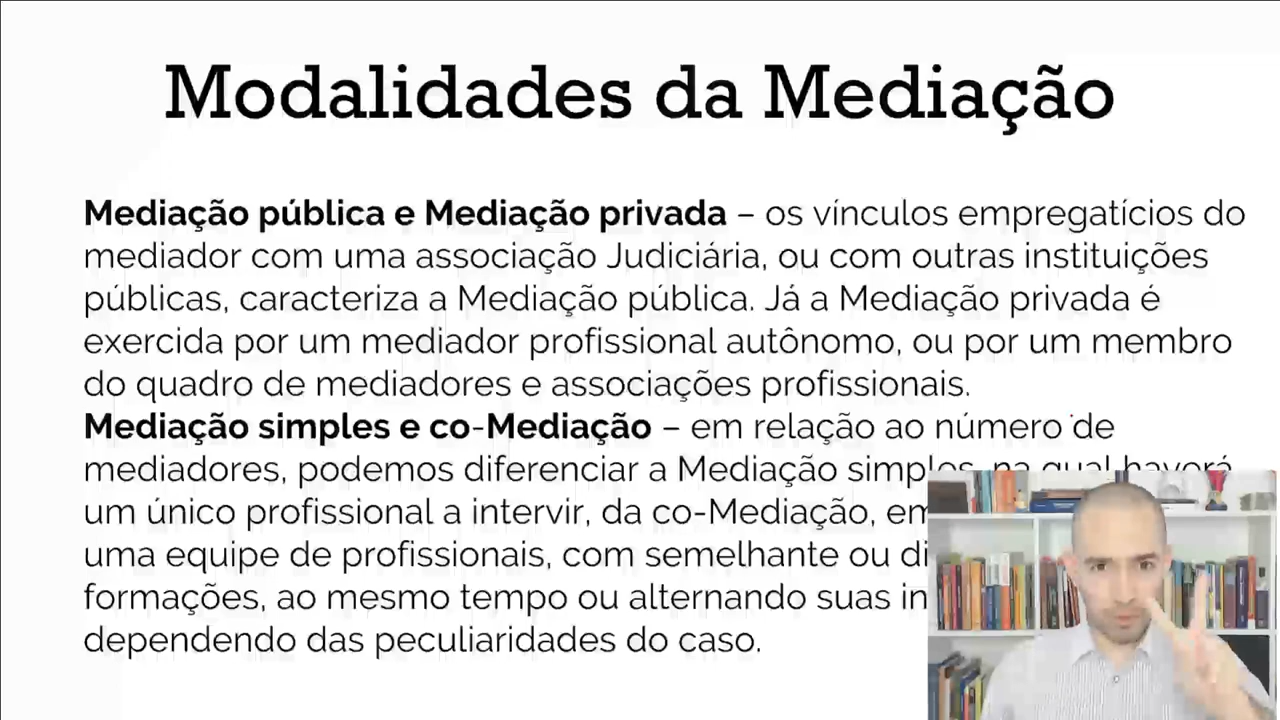 Modalidades da Mediação
Mediação pública e Mediação privada – os vínculos empregatícios do
mediador com uma associação Judiciária, ou com outras instituições
públicas, caracteriza a Mediação pública. Já a Mediação privada é
exercida por um mediador profissional autônomo, ou por um membro
do quadro de mediadores e associações profissionais.
Mediação simples e co-Mediação – em relação ao número de
mediadores, podemos diferenciar a Mediação simples, na qual haverá
um único profissional a intervir, da co-Mediação, em
uma equipe de profissionais, com semelhante ou
formações, ao mesmo tempo ou alternando suas
dependendo das peculiaridades do caso.